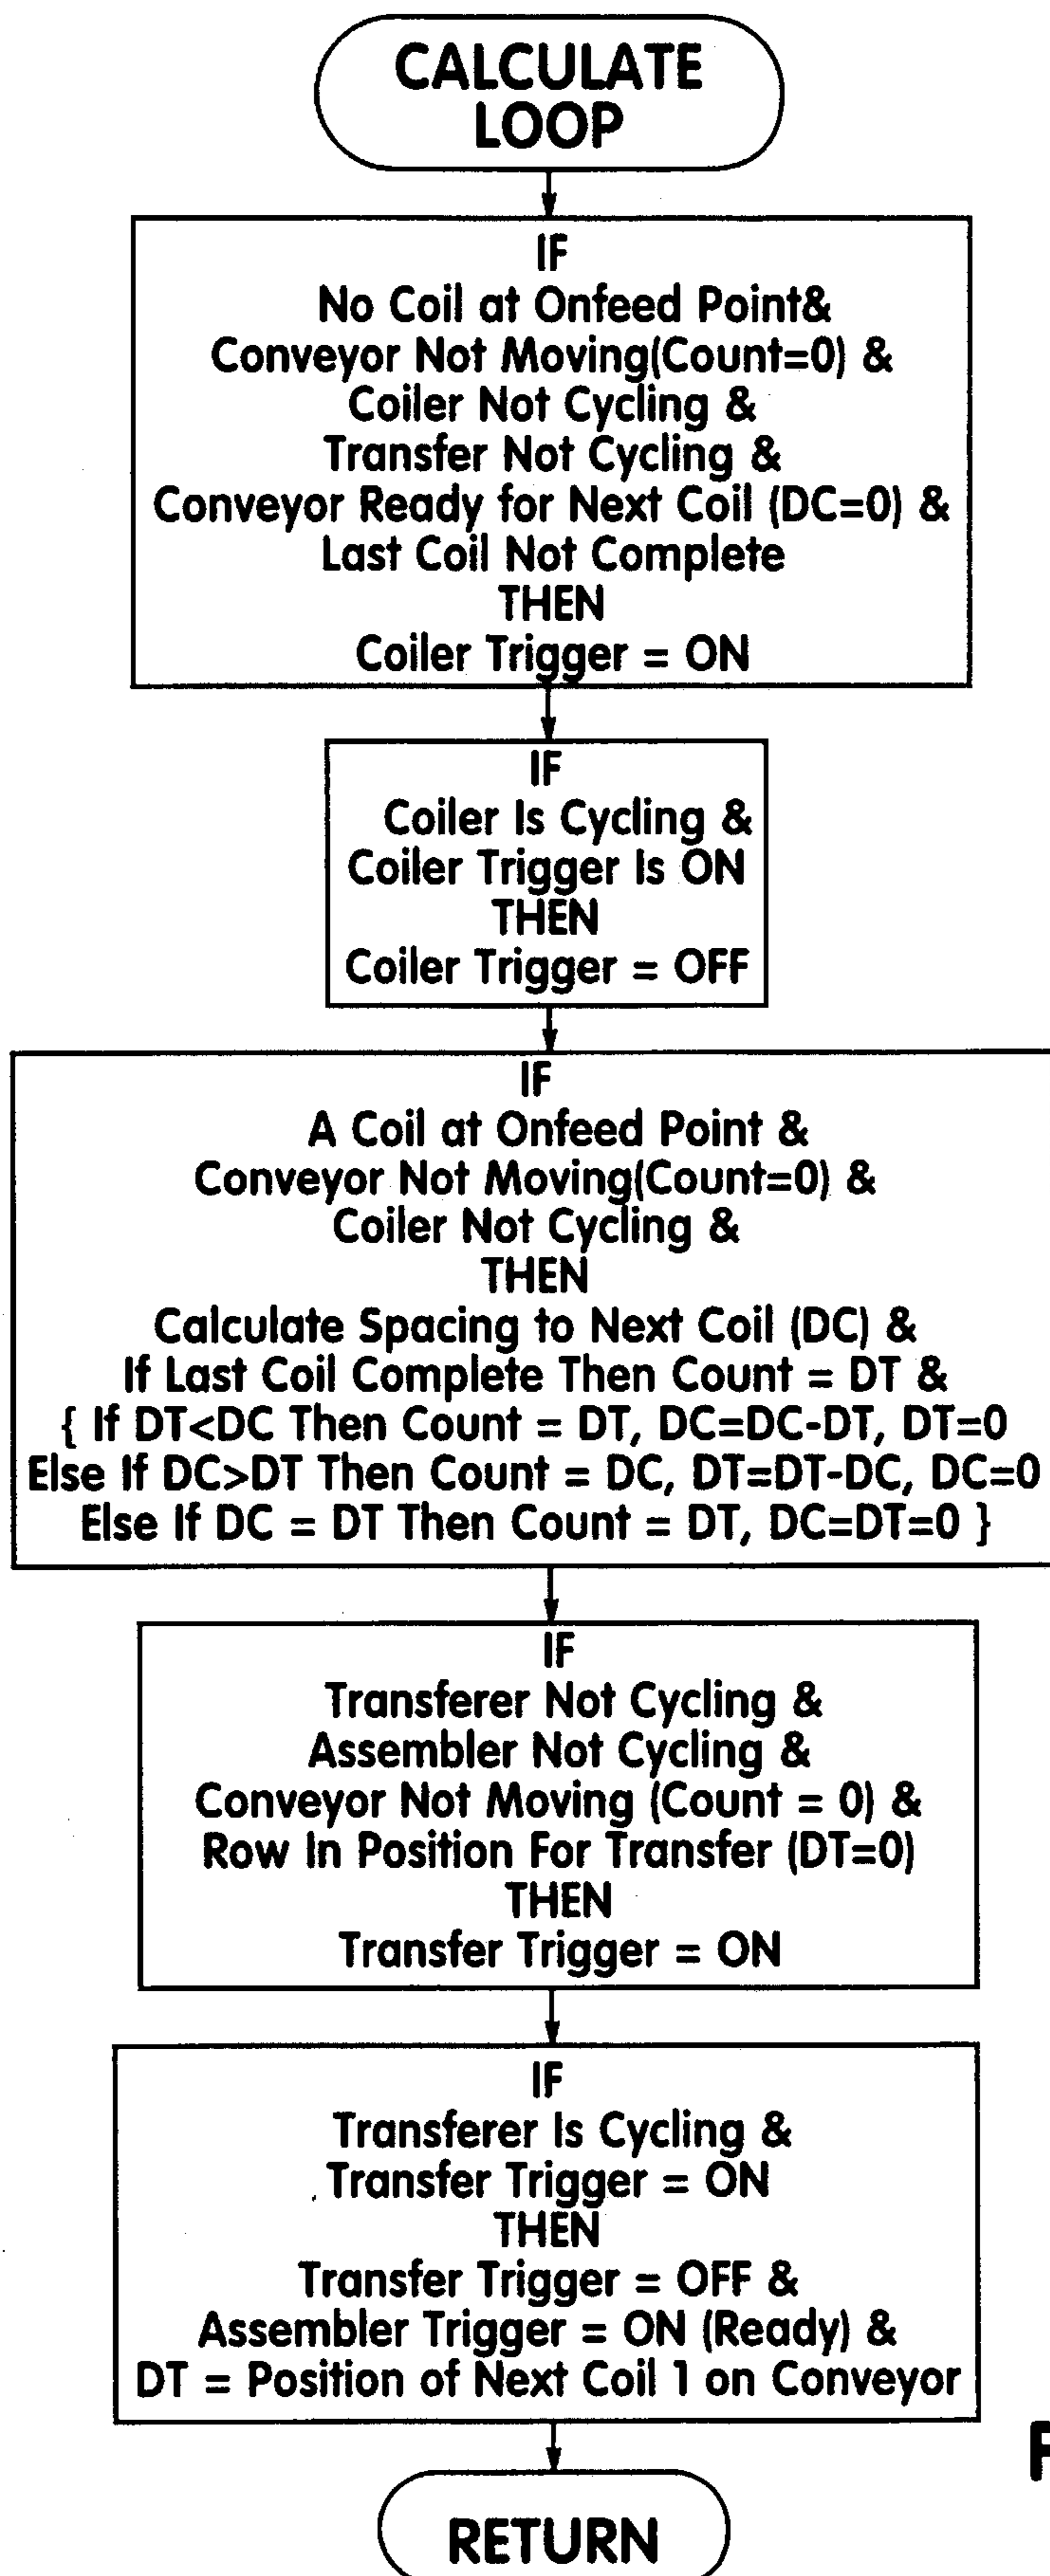 CALCULATE
LOOP
IF
No Coil at Onfeed Point&
Conveyor Not Moving(Count=0) &
Coiler Not Cycling &
Transfer Not Cycling &
Conveyor Ready for Next Coil (DC=0) &
Last Coil Not Complete
THEN
Coiler Trigger = ON
IF
Coiler Is Cycling &
Coiler Trigger Is ON
THEN
Coiler Trigger = OFF
IF
A Coil at Onfeed Point &
Conveyor Not Moving(Count=0) &
Coiler Not Cycling &
THEN
Calculate Spacing to Next Coil (DC) &
If Last Coil Complete Then Count = DT &
{ If DT<DC Then Count = DT, DC=DC-DT, DT=0
Else If DC>DT Then Count = DC, DT=DT-DC, DC=0
Else If DC = DT Then Count = DT, DC=DT=0 }
IF
Transferer Not Cycling &
Assembler Not Cycling &
Conveyor Not Moving (Count = 0) &
Row In Position For Transfer (DT=0)
THEN
Transfer Trigger = ON
IF
Transferer Is Cycling &
Transfer Trigger = ON
THEN
Transfer Trigger = OFF &
Assembler Trigger = ON (Ready) &
DT = Position of Next Coil 1 on Conveyor
RETURN